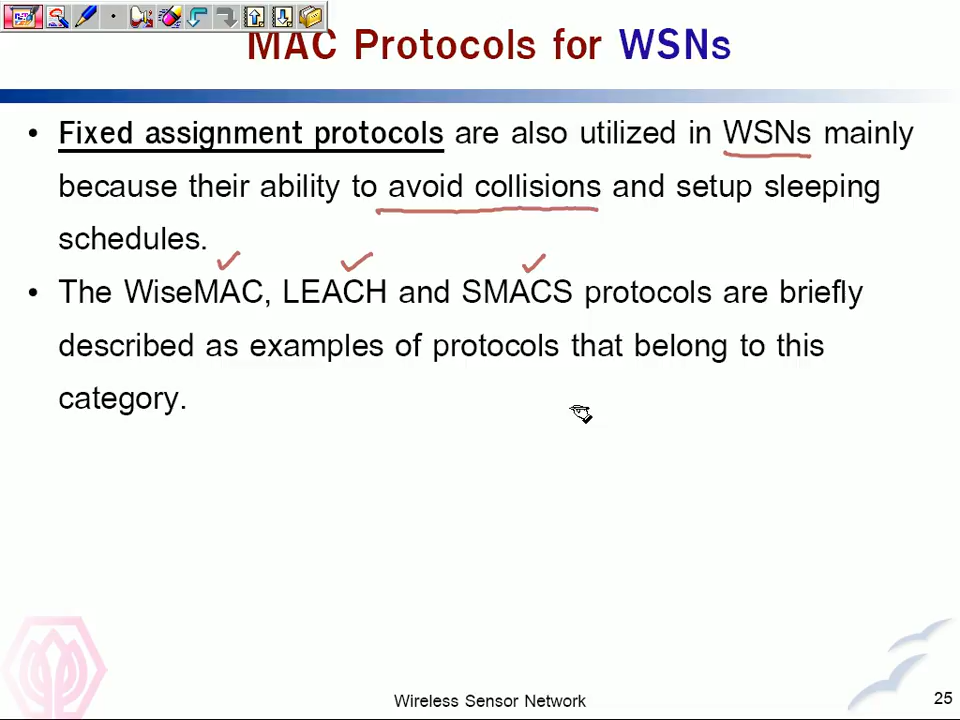 MAC Protocols for WSNs
• Fixed assignment protocols are also utilized in WSNs mainly
because their ability to avoid collisions and setup sleeping
schedules.
• The WiseMAC, LEACH and SMACS protocols are briefly
described as examples of protocols that belong to this
category.
Wireless Sensor Network
25